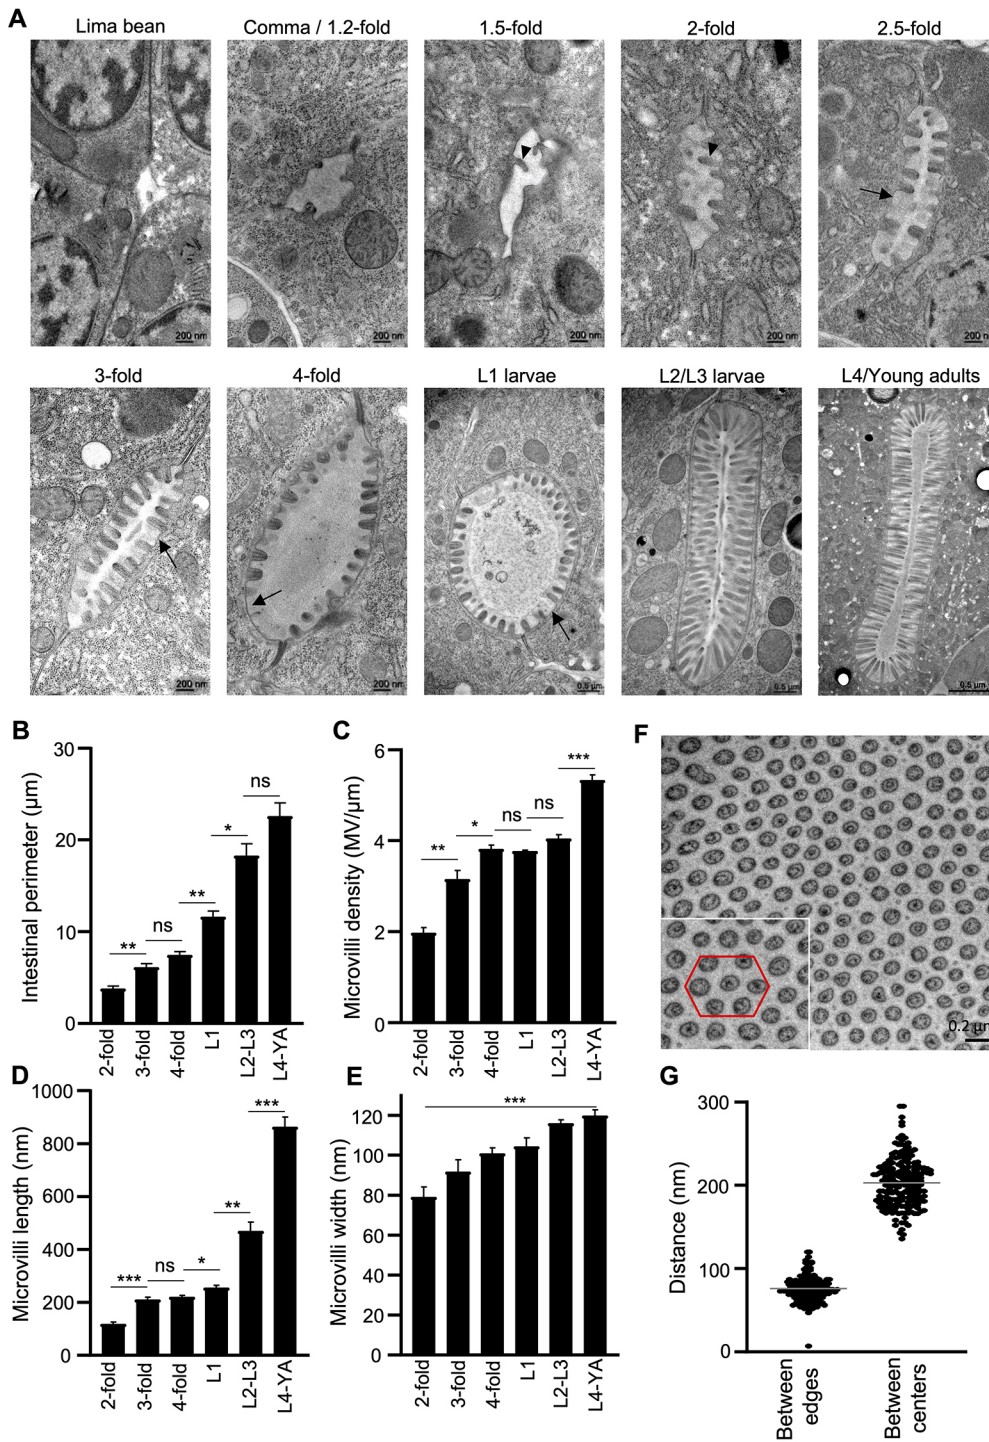 A
Lima bean
Comma / 1.2-fold
1.5-fold
2-fold
2.5-fold
200 nm
200 nm
200 nm
200 nm
200 nm
3-fold
4-fold
L1 larvae
L2/L3 larvae
L4/Young adults
200 nm
200 nm
0.5 µm
0.5 µm
0.5 µm
B
Intestinal perimeter (µm)
30
20
10
0
**
ns
**
*
ns
2-fold
3-fold
4-fold
L1
L2-L3
L4-YA
C
Microvilli density (MV/µm)
6
4
2
0
**
*
ns
ns
***
2-fold
3-fold
4-fold
L1
L2-L3
L4-YA
F
0.2 µm
D
Microvilli length (nm)
1000
800
600
400
200
0
***
ns
*
**
***
2-fold
3-fold
4-fold
L1
L2-L3
L4-YA
E
Microvilli width (nm)
120
100
80
60
40
20
0
***
2-fold
3-fold
4-fold
L1
L2-L3
L4-YA
G
Distance (nm)
300
200
100
0
Between
edges
Between
centers